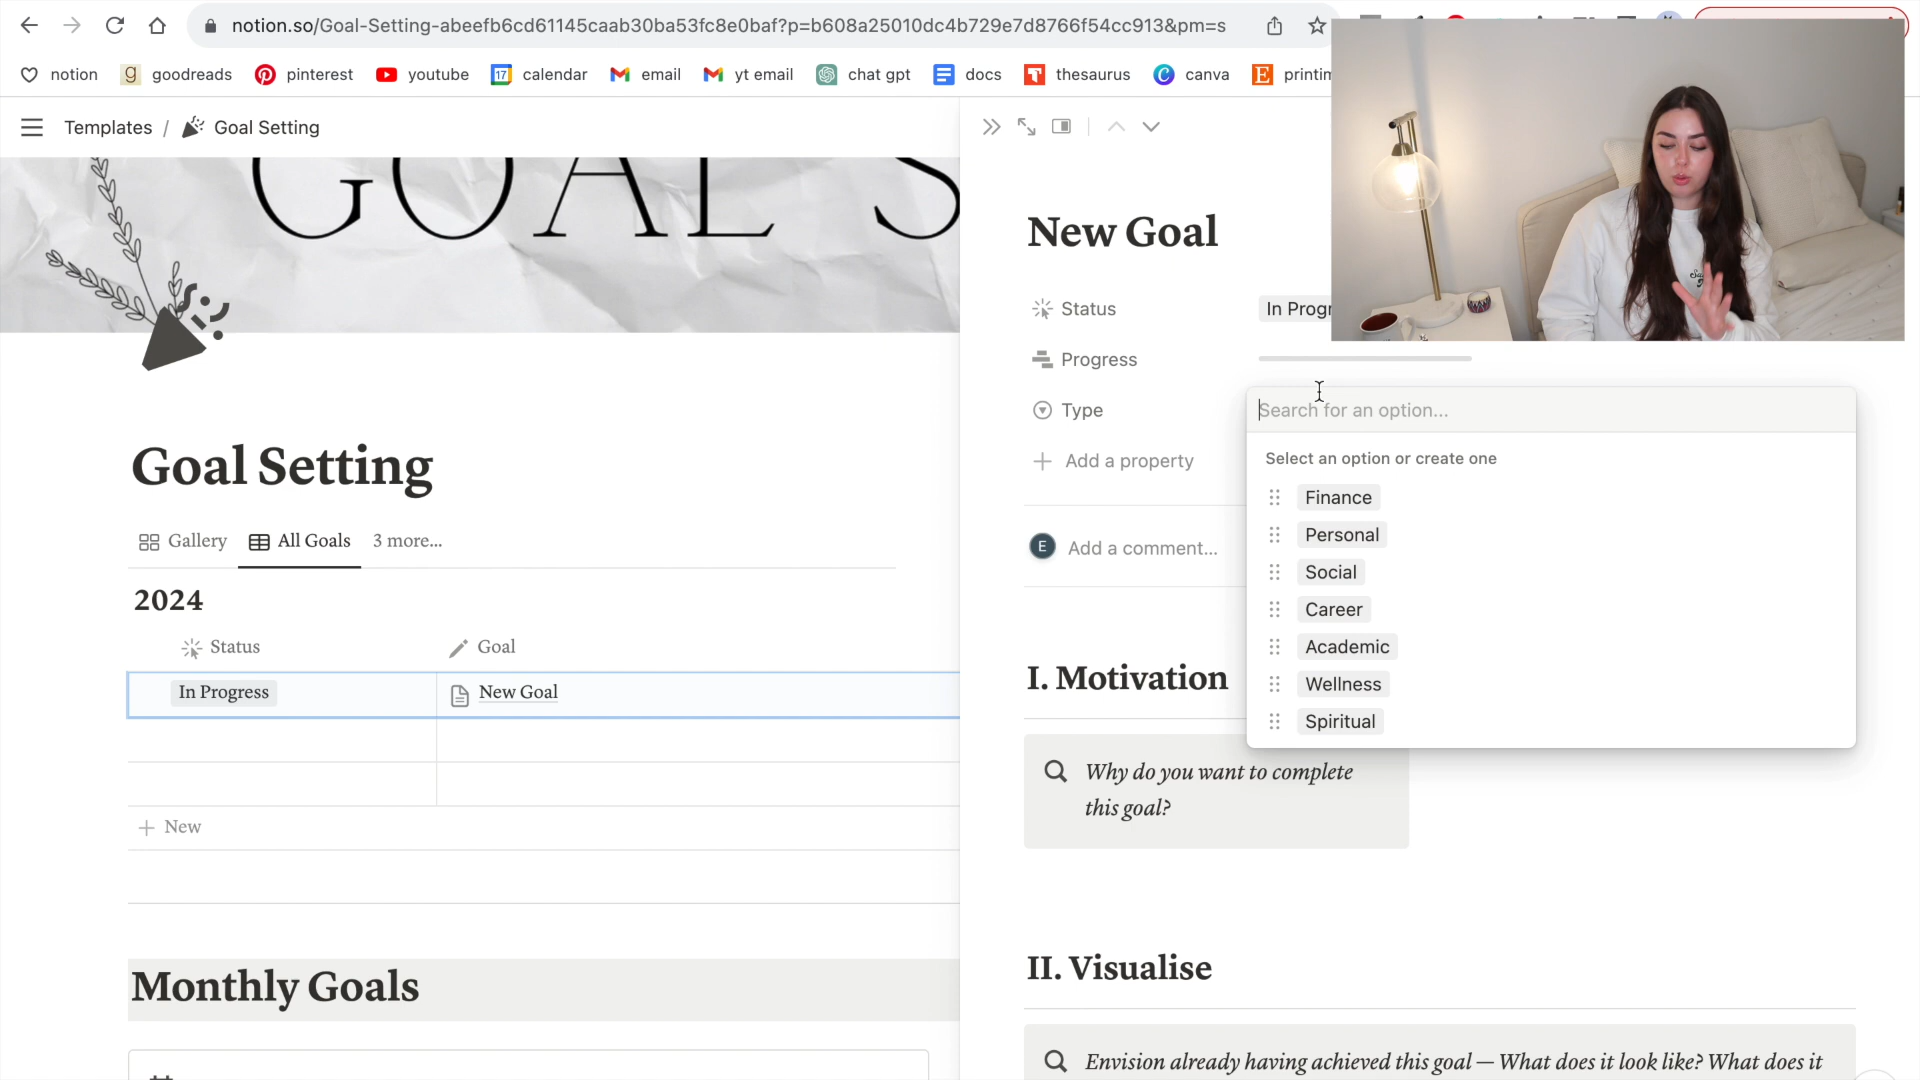 notion.so/Goal-Setting-abeefb6cd61145caab30ba53fc8e0baf?p=b608a25010dc4b729e7d8766f54cc913&pm=s
notion
goodreads
pinterest
youtube
calendar
email
yt email
chat gpt
docs
thesaurus
canva
Templates / Goal Setting
GOAL S
Goal Setting
Gallery
All Goals
3 more...
2024
Status
Goal
In Progress
New Goal
New
Monthly Goals
New Goal
Status
Progress
Type
Search for an option...
Select an option or create one
Finance
Personal
Social
Career
Academic
Wellness
Spiritual
Add a property
E
Add a comment...
I. Motivation
Why do you want to complete
this goal?
II. Visualise
Envision already having achieved this goal — What does it look like? What does it